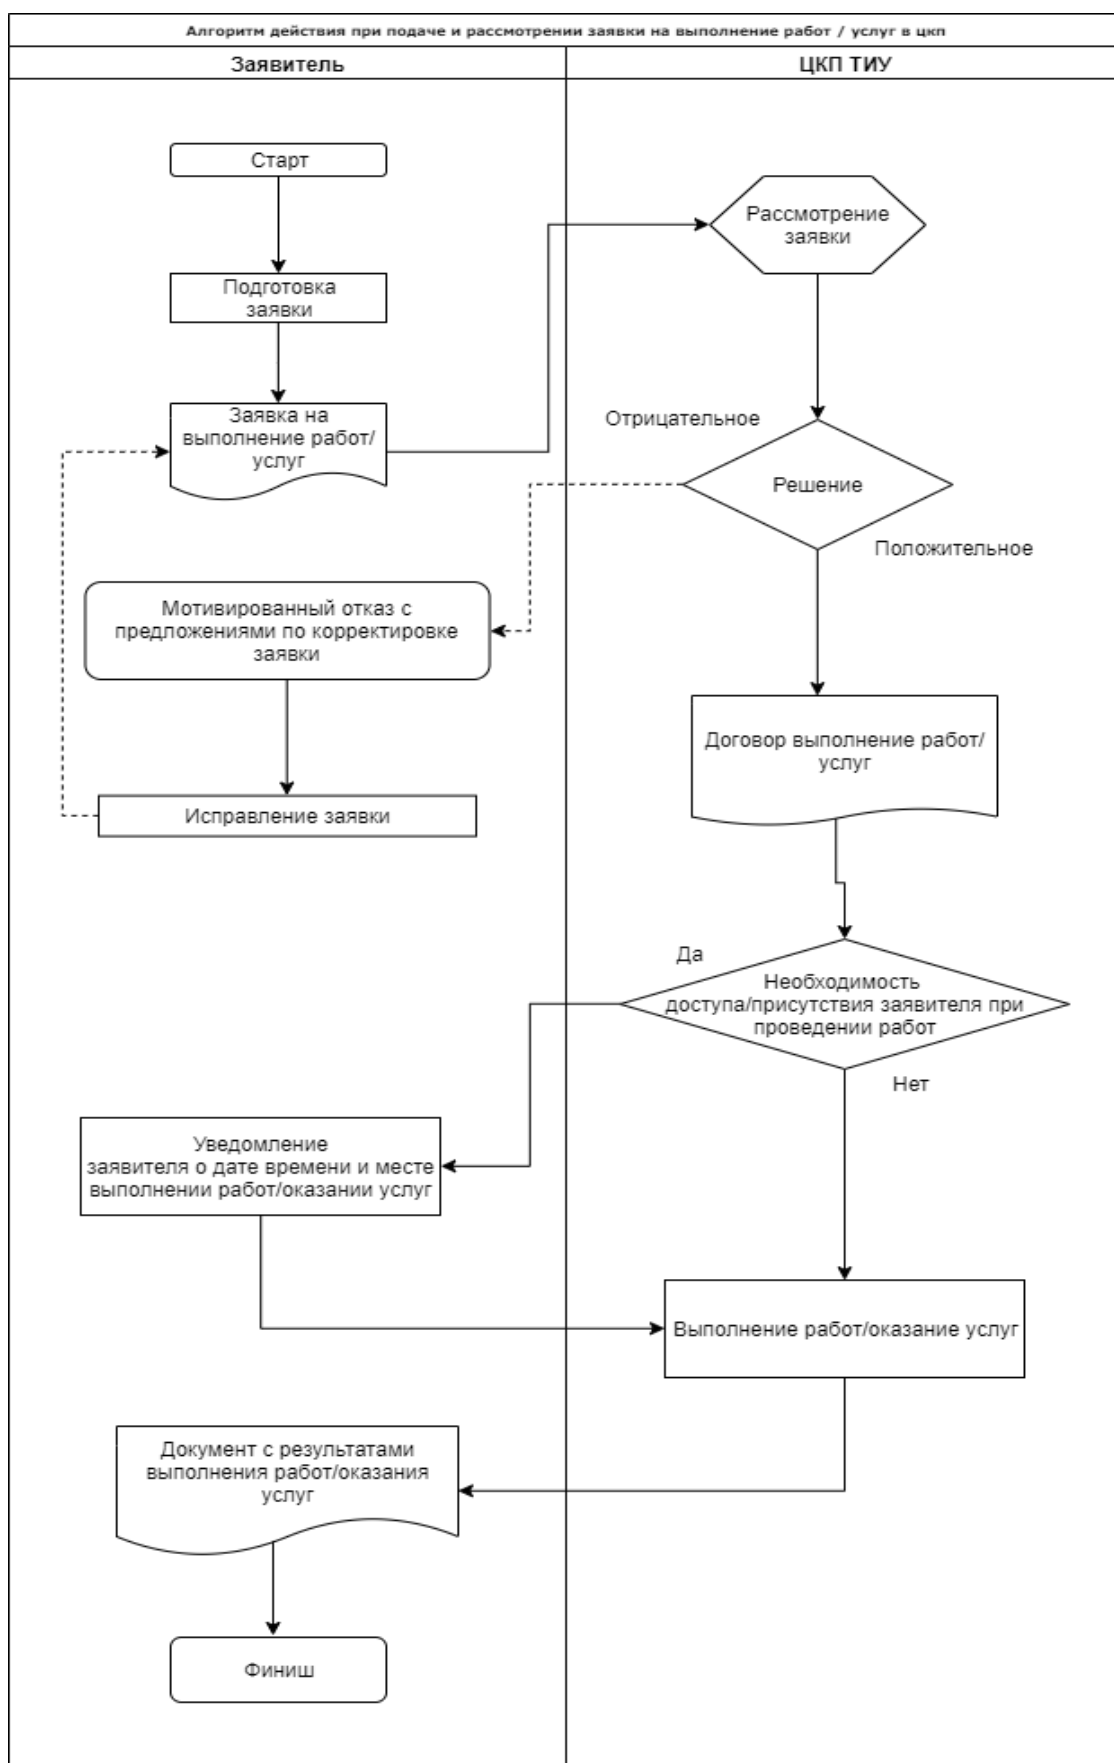 Алгоритм действия при подаче и рассмотрении заявки на выполнение работ / услуг в цкп
Заявитель
ЦКП ТИУ
Старт
Рассмотрение
заявки
Подготовка
заявки
Заявка на
выполнение работ/
услуг
Отрицательное
Решение
Положительное
Мотивированный отказ с
предложениями по корректировке
заявки
Договор выполнение работ/
услуг
Исправление заявки
Да
Необходимость
доступа/присутствия заявителя при
проведении работ
Нет
Уведомление
заявителя о дате времени и месте
выполнении работ/оказании услуг
Выполнение работ/оказание услуг
Документ с результатами
выполнения работ/оказания
услуг
Финиш